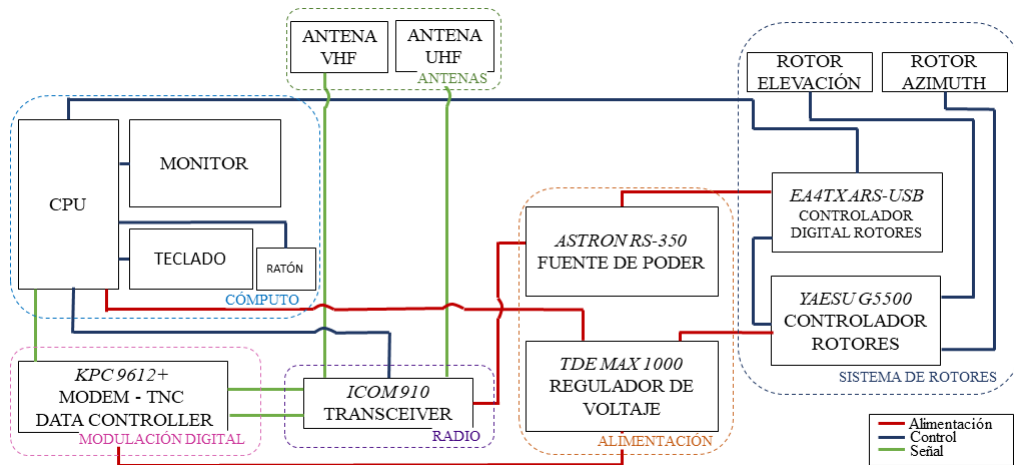 ANTENA
VHF
ANTENA
UHF
ANTENAS
ROTOR
ELEVACIÓN
ROTOR
AZIMUTH
CPU
MONITOR
TECLADO
RATÓN
CÓMPUTO
ASTRON RS-350
FUENTE DE PODER
EA4TX ARS-USB
CONTROLADOR
DIGITAL ROTORES
YAESU G5500
CONTROLADOR
ROTORES
SISTEMA DE ROTORES
KPC 9612+
MODEM - TNC
DATA CONTROLLER
MODULACIÓN DIGITAL
ICOM 910
TRANSCEIVER
RADIO
TDE MAX 1000
REGULADOR DE
VOLTAJE
ALIMENTACIÓN
Alimentación
Control
Señal